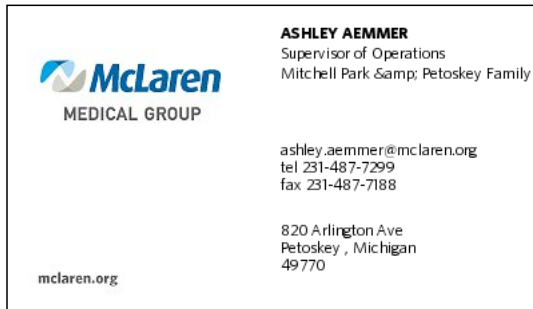 McLaren
MEDICAL GROUP
mclaren.org
ASHLEY AEMMER
Supervisor of Operations
Mitchell Park &amp; Petoskey Family
ashley.aemmer@mclaren.org
tel 231-487-7299
fax 231-487-7188
820 Arlington Ave
Petoskey , Michigan
49770